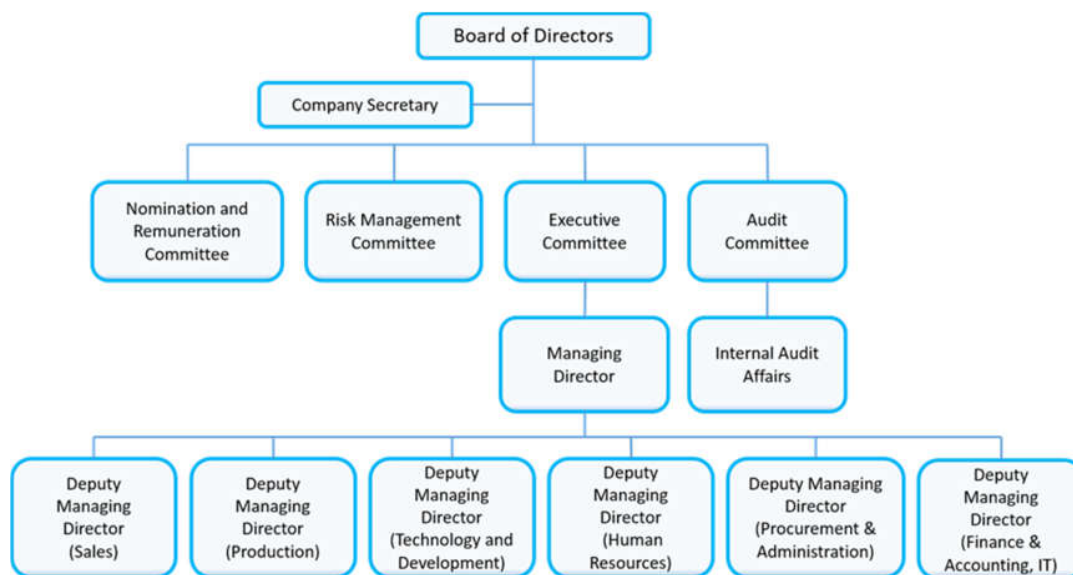 Board of Directors
Company Secretary
Nomination and
Remuneration
Committee
Risk Management
Committee
Executive
Committee
Audit
Committee
Managing
Director
Internal Audit
Affairs
Deputy
Managing
Director
(Sales)
Deputy
Managing
Director
(Production)
Deputy
Managing
Director
(Technology and
Development)
Deputy
Managing
Director
(Human
Resources)
Deputy Managing
Director
(Procurement &
Administration)
Deputy
Managing
Director
(Finance &
Accounting, IT)